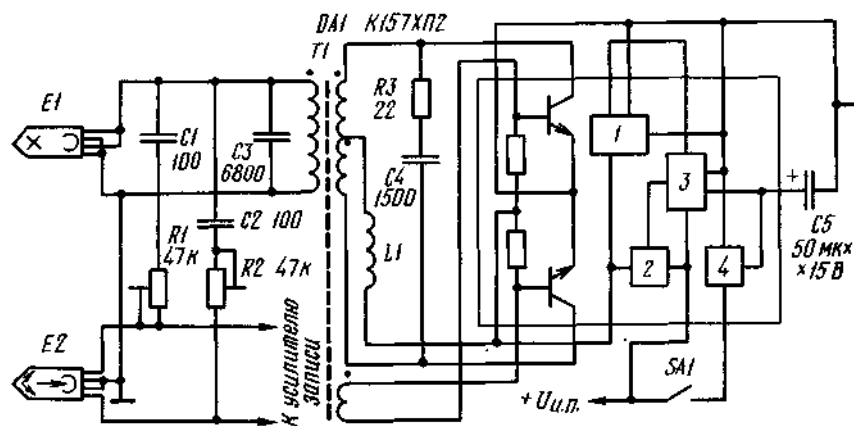 DA1 К157ХП2
T1
E1
C1
100
C3
6800
R3
22
C4
1500
C2 100
R1
47к
R2 47к
L1
1
2
3
4
+
C5
50 мк×
×15 В
E2
К усилителю
записи
SA1
+ Uи.п.